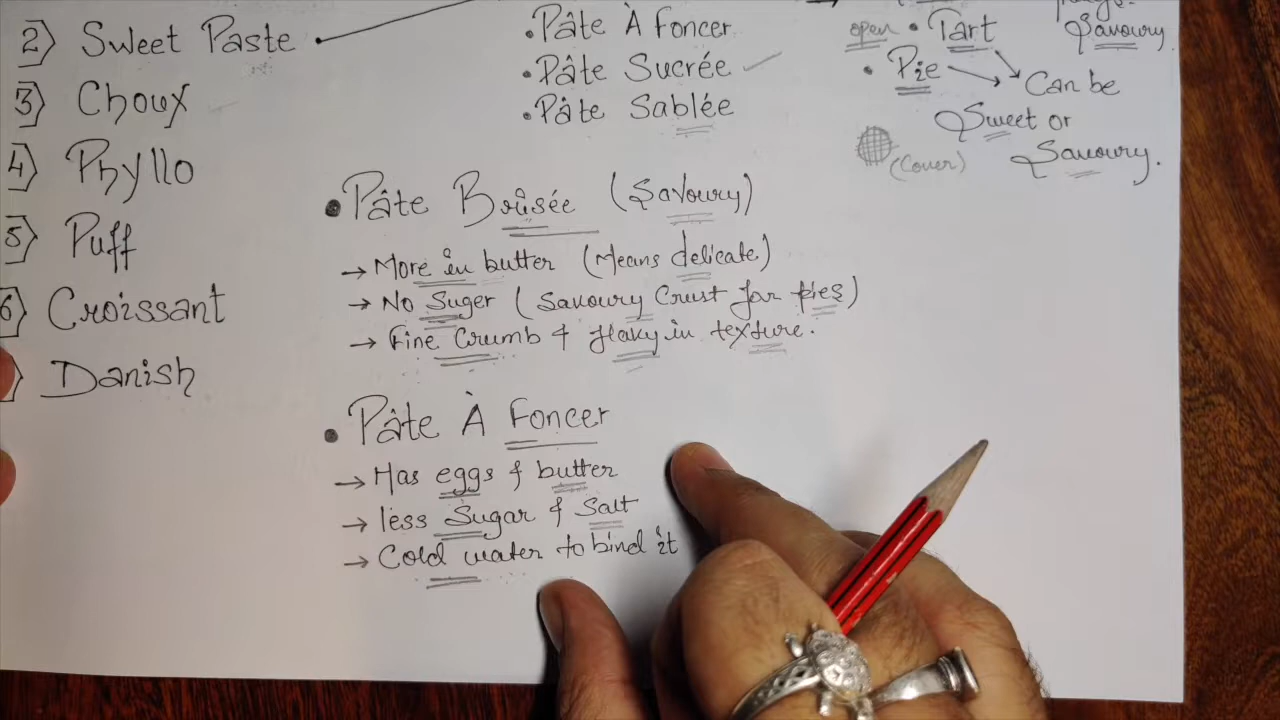 2) Sweet Paste
3) Choux
4) Phyllo
5) Puff
6) Croissant
) Danish
• Pâte À Foncer
• Pâte Sucrée
• Pâte Sablée
Savoury
open • Tart
• Pie
Can be
Sweet or
Savoury.
(Cover)
• Pâte Brûsée (Savoury)
→ More in butter (Means delicate)
→ No Suger (Savoury Crust for pies)
→ Fine Crumb & flaky in texture.
• Pâte À Foncer
→ Has eggs & butter
→ less Sugar & Salt
→ Cold water to bind it